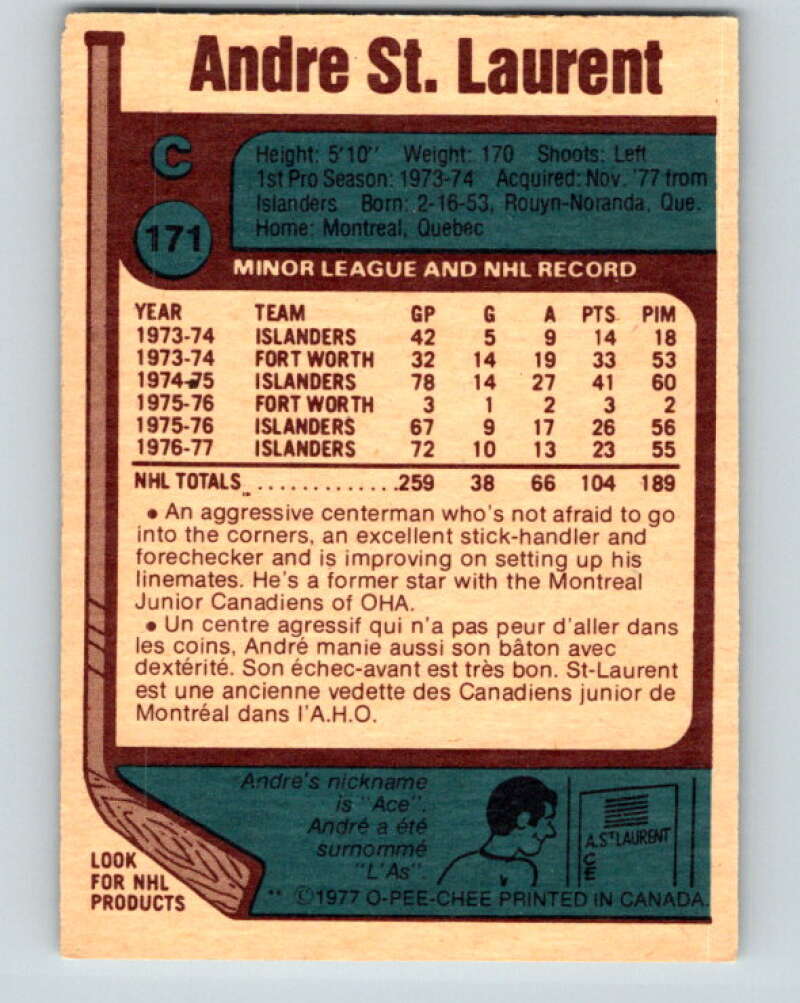 Andre St. Laurent
C
Height: 5'10" Weight: 170 Shoots: Left
1st Pro Season: 1973-74 Acquired: Nov. '77 from
Islanders Born: 2-16-53, Rouyn-Noranda, Que.
Home: Montreal, Quebec
171
MINOR LEAGUE AND NHL RECORD
YEAR TEAM GP G A PTS PIM
1973-74 ISLANDERS 42 5 9 14 18
1973-74 FORT WORTH 32 14 19 33 53
1974-75 ISLANDERS 78 14 27 41 60
1975-76 FORT WORTH 3 1 2 3 2
1975-76 ISLANDERS 67 9 17 26 56
1976-77 ISLANDERS 72 10 13 23 55
NHL TOTALS ..............259 38 66 104 189
• An aggressive centerman who's not afraid to go
into the corners, an excellent stick-handler and
forechecker and is improving on setting up his
linemates. He's a former star with the Montreal
Junior Canadiens of OHA.
• Un centre agressif qui n'a pas peur d'aller dans
les coins, André manie aussi son bâton avec
dextérité. Son échec-avant est très bon. St-Laurent
est une ancienne vedette des Canadiens junior de
Montréal dans l'A.H.O.
Andre's nickname
is "Ace".
André a été
surnommé
"L'As".
A. ST LAURENT
C
E
LOOK
FOR NHL
PRODUCTS
** ©1977 O-PEE-CHEE PRINTED IN CANADA.